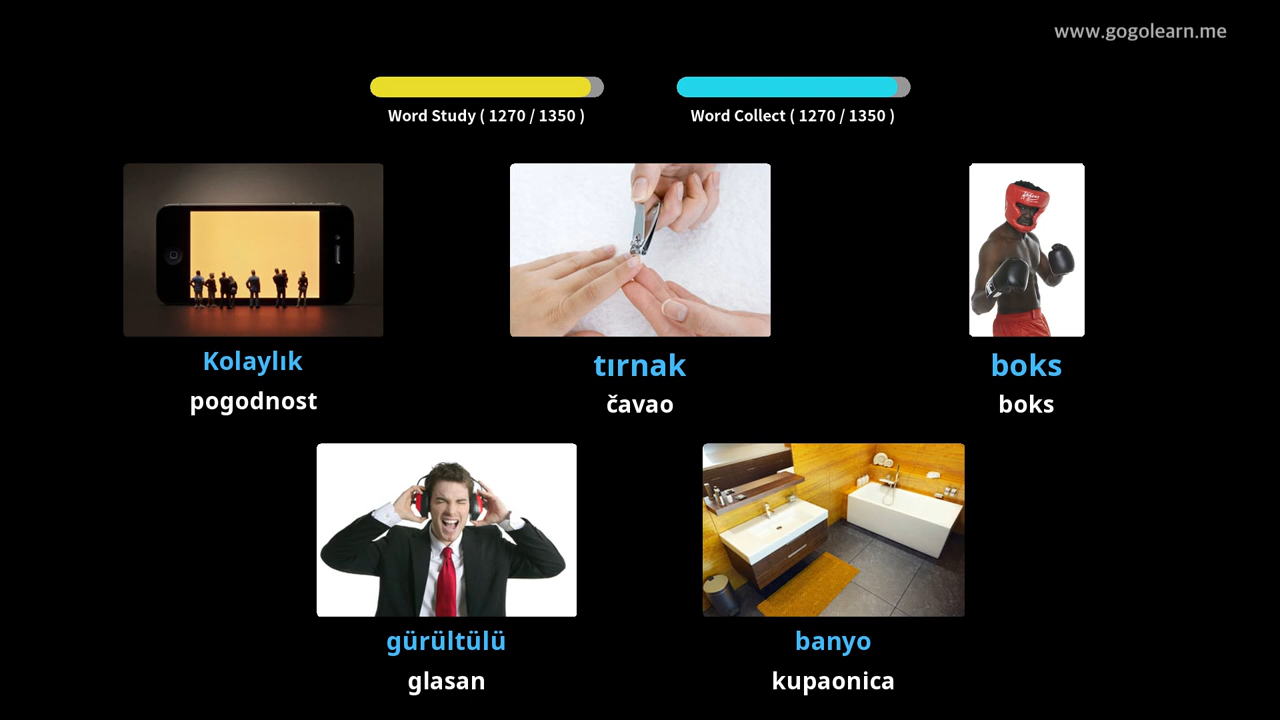 www.gogolearn.me
Word Study ( 1270 / 1350 )
Word Collect ( 1270 / 1350 )
Kolaylık
pogodnost
tırnak
čavao
boks
boks
gürültülü
glasan
banyo
kupaonica